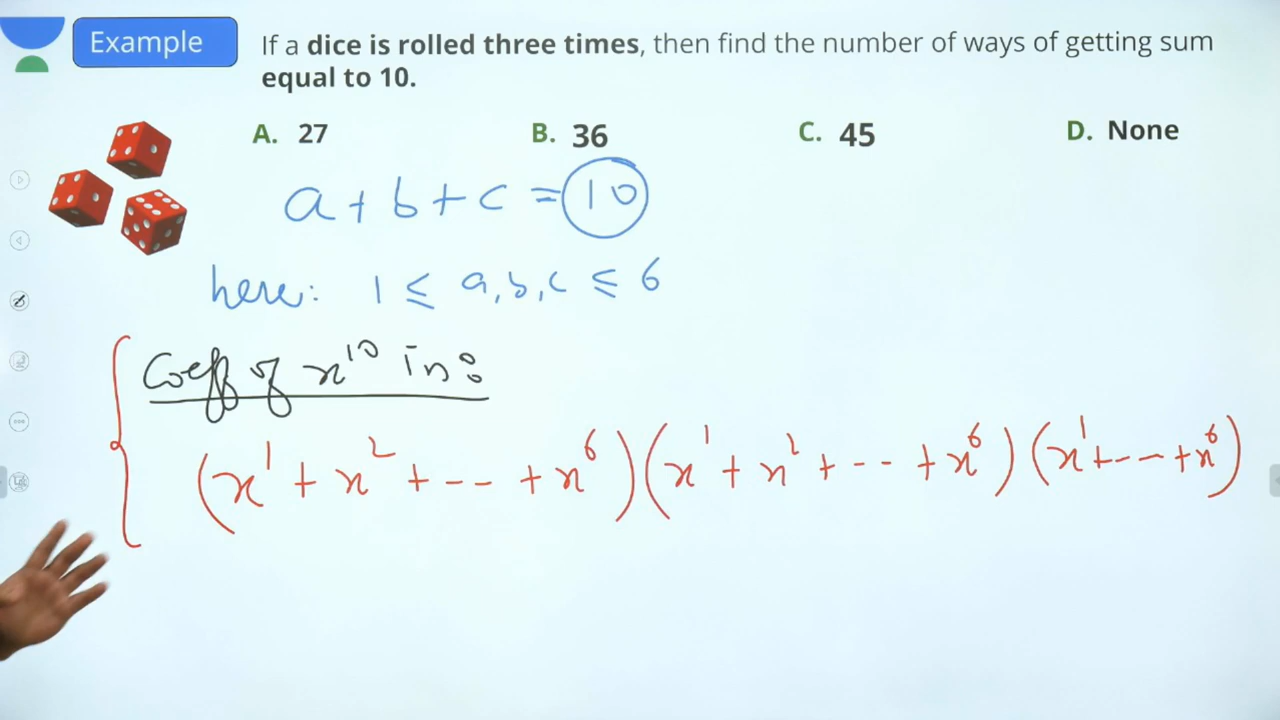 Example
If a dice is rolled three times, then find the number of ways of getting sum
equal to 10.
A. 27 B. 36 C. 45 D. None
a + b + c = 10
here: 1 ≤ a, b, c ≤ 6
Coeff of x¹⁰ in:
(x¹ + x² + -- + x⁶)(x¹ + x² + -- + x⁶)(x¹ + -- + x⁶)